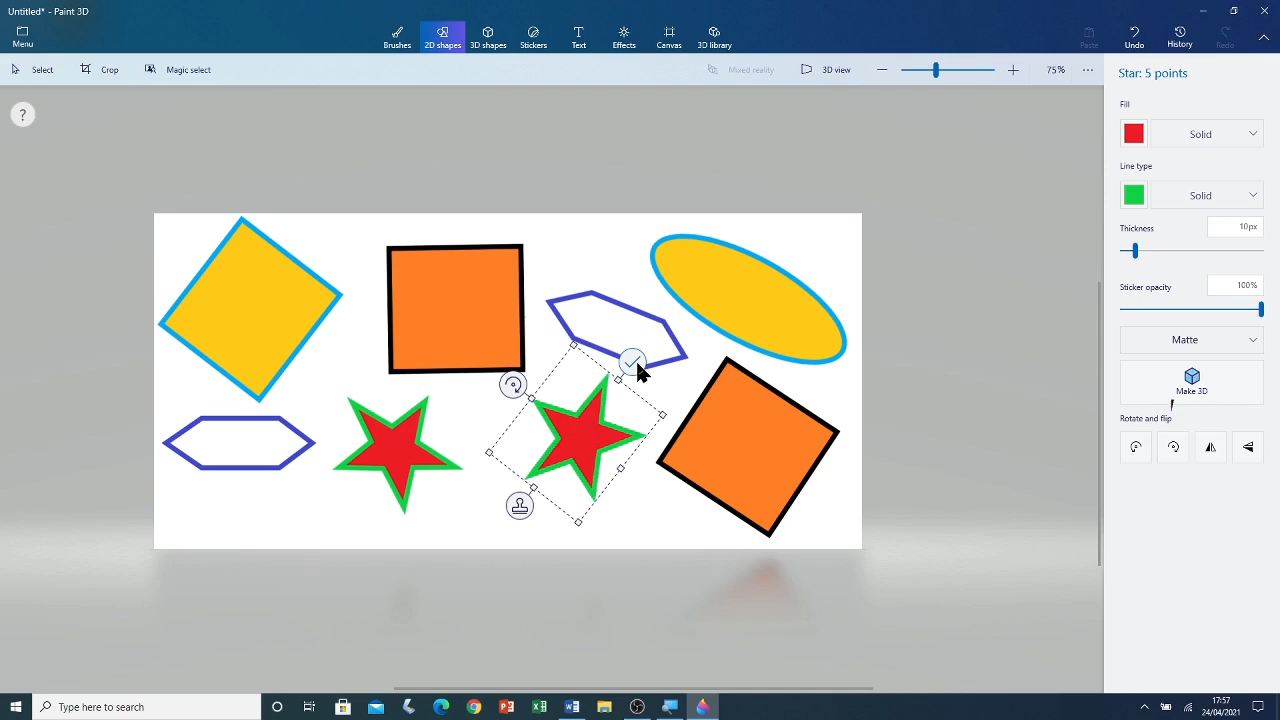 Untitled* - Paint 3D
Menu
Brushes
2D shapes
3D shapes
Stickers
Text
Effects
Canvas
3D library
Paste
Undo
History
Redo
Select
Crop
Magic select
Mixed reality
3D view
75%
Star: 5 points
Fill
Solid
Line type
Solid
Thickness
10px
Sticker opacity
100%
Matte
Make 3D
Rotate and flip
?
Type here to search
17:57
24/04/2021